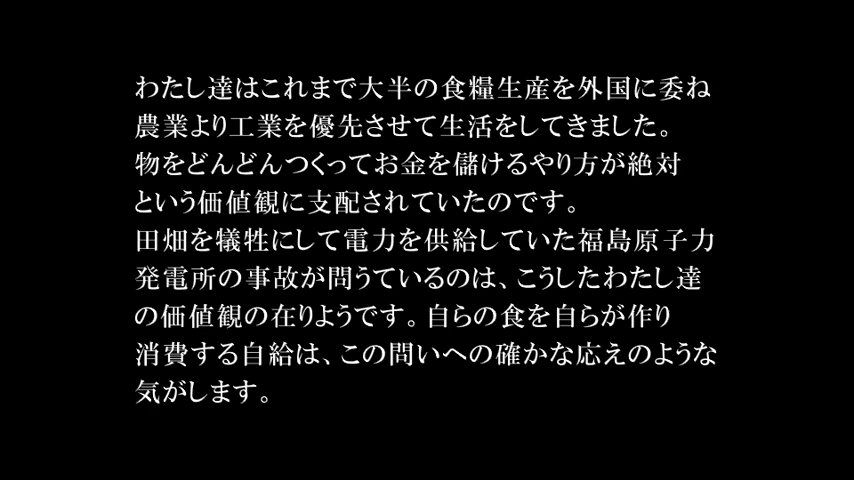 わたし達はこれまで大半の食糧生産を外国に委ね
農業より工業を優先させて生活をしてきました。
物をどんどんつくってお金を儲けるやり方が絶対
という価値観に支配されていたのです。
田畑を犠牲にして電力を供給していた福島原子力
発電所の事故が問うているのは、こうしたわたし達
の価値観の在りようです。自らの食を自らが作り
消費する自給は、この問いへの確かな応えのような
気がします。